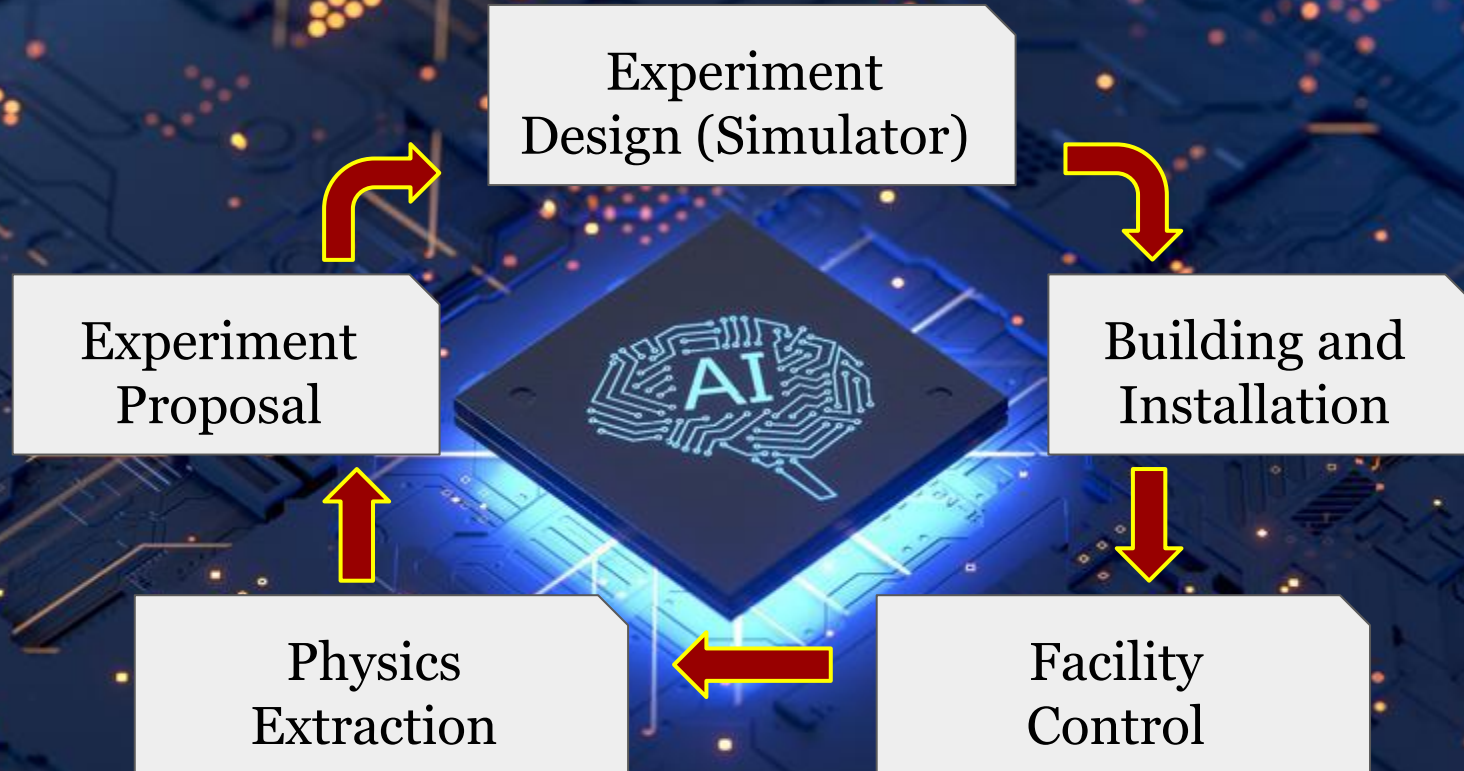 Experiment
Design (Simulator)
Experiment
Proposal
AI
Building and
Installation
Physics
Extraction
Facility
Control